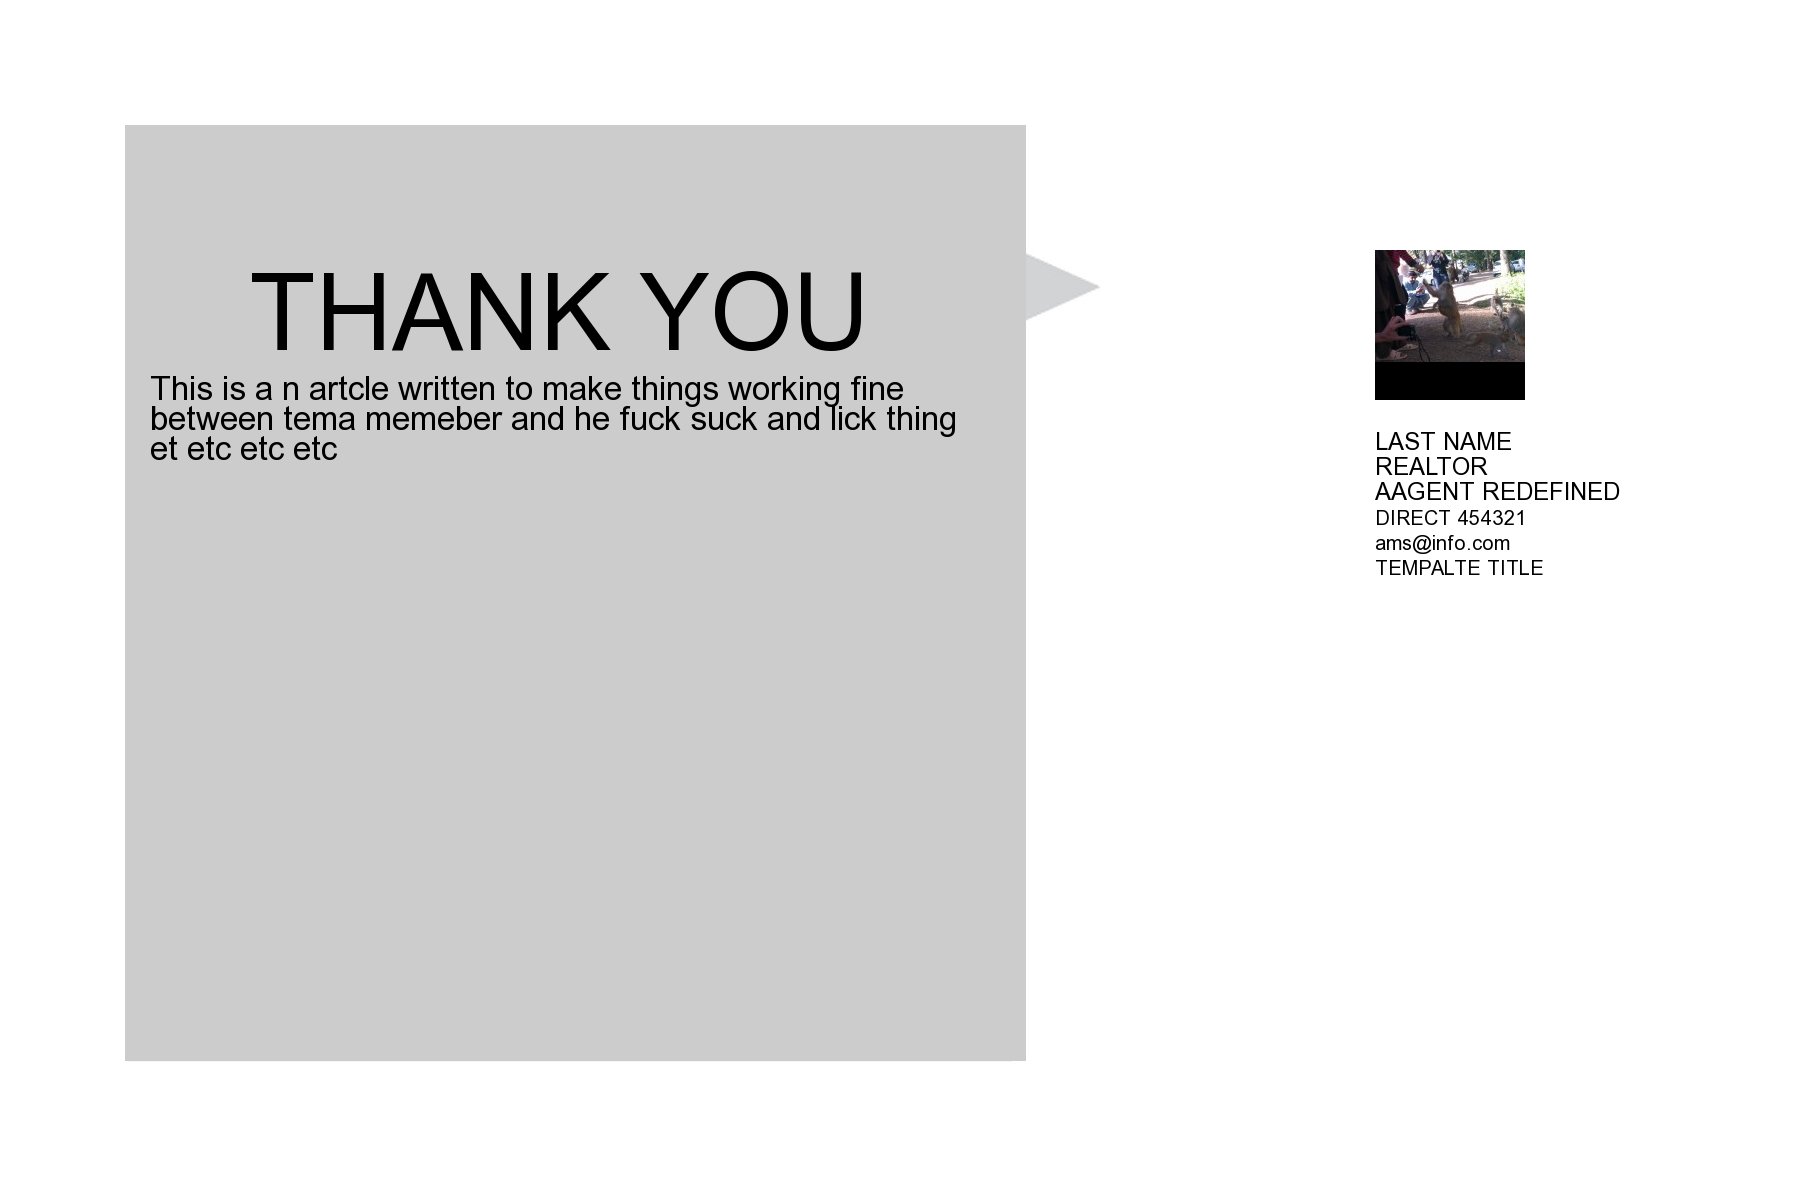 THANK YOU
This is a n artcle written to make things working fine
between tema memeber and he fuck suck and lick thing
et etc etc etc
LAST NAME
REALTOR
AAGENT REDEFINED
DIRECT 454321
ams@info.com
TEMPALTE TITLE